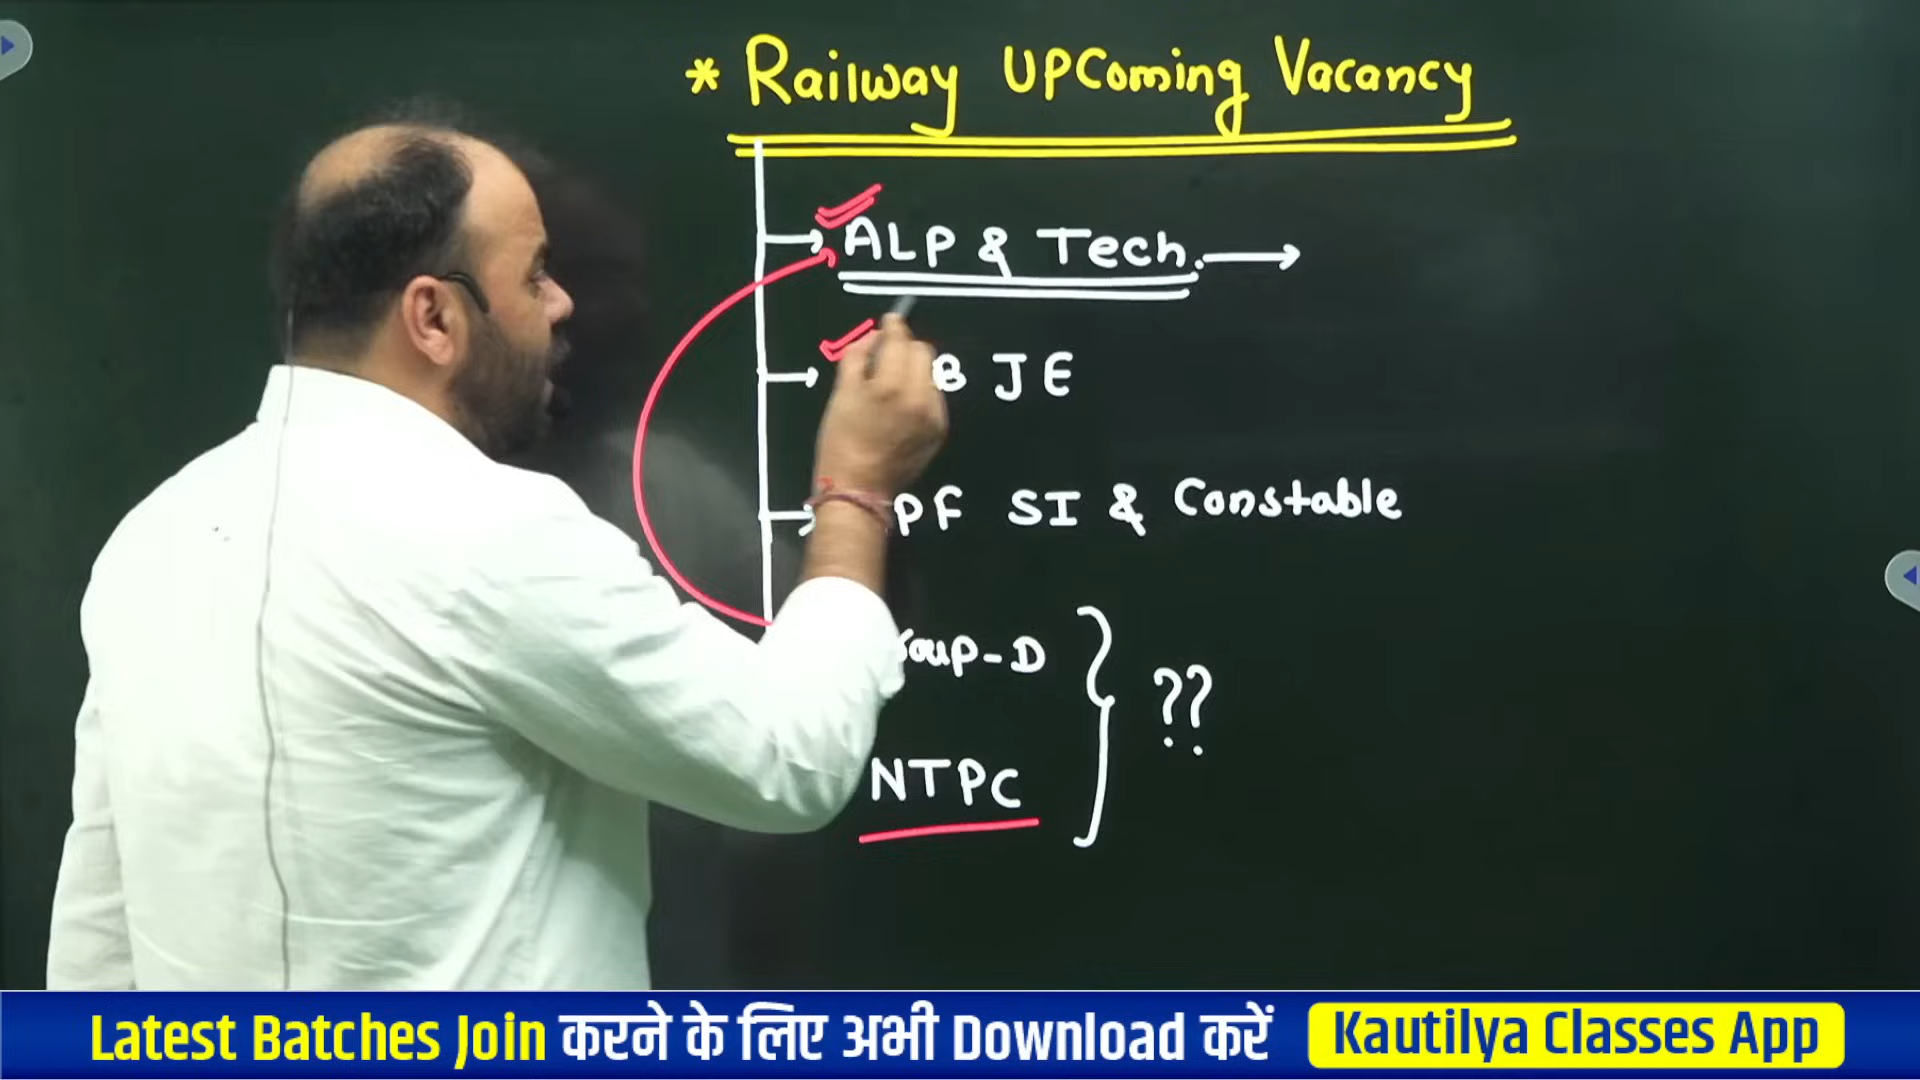 * Railway UPComing Vacancy
ALP & Tech.
JE
SI & Constable
NTPC
??
Latest Batches Join करने के लिए अभी Download करें Kautilya Classes App